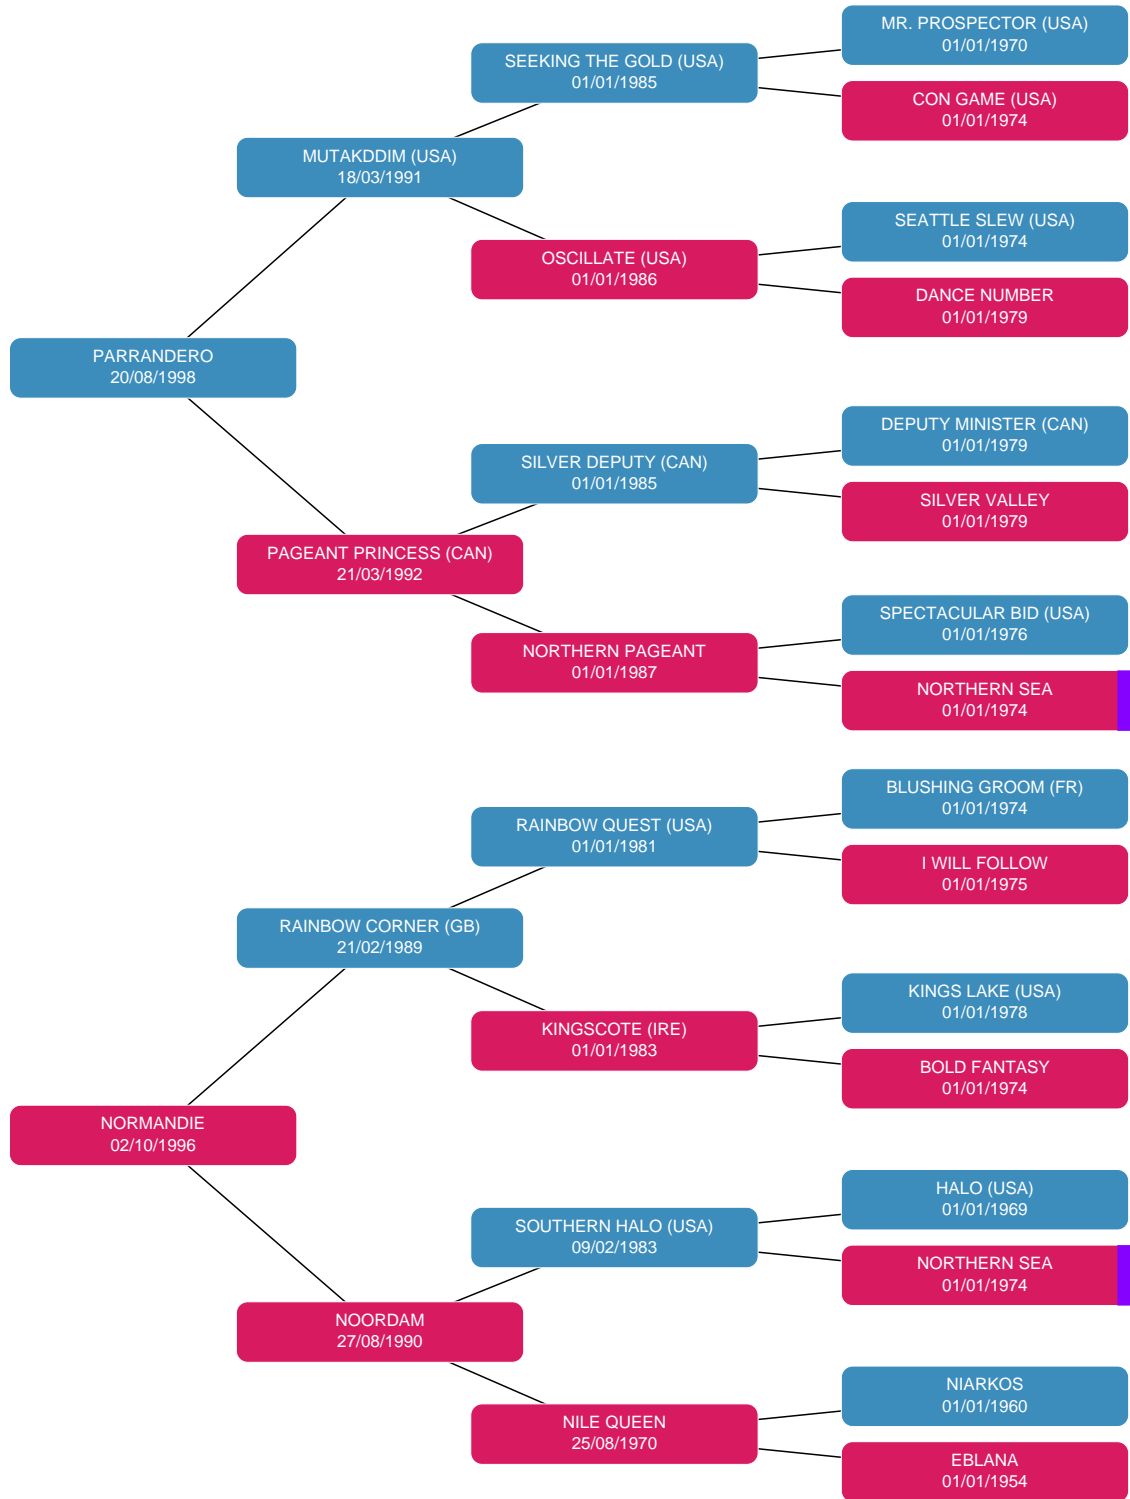 MR. PROSPECTOR (USA)
01/01/1970
SEEKING THE GOLD (USA)
01/01/1985
CON GAME (USA)
01/01/1974
MUTAKDDIM (USA)
18/03/1991
SEATTLE SLEW (USA)
01/01/1974
OSCILLATE (USA)
01/01/1986
DANCE NUMBER
01/01/1979
PARRANDERO
20/08/1998
DEPUTY MINISTER (CAN)
01/01/1979
SILVER DEPUTY (CAN)
01/01/1985
SILVER VALLEY
01/01/1979
PAGEANT PRINCESS (CAN)
21/03/1992
SPECTACULAR BID (USA)
01/01/1976
NORTHERN PAGEANT
01/01/1987
NORTHERN SEA
01/01/1974
BLUSHING GROOM (FR)
01/01/1974
RAINBOW QUEST (USA)
01/01/1981
I WILL FOLLOW
01/01/1975
RAINBOW CORNER (GB)
21/02/1989
KINGS LAKE (USA)
01/01/1978
KINGSCOTE (IRE)
01/01/1983
BOLD FANTASY
01/01/1974
NORMANDIE
02/10/1996
HALO (USA)
01/01/1969
SOUTHERN HALO (USA)
09/02/1983
NORTHERN SEA
01/01/1974
NOORDAM
27/08/1990
NIARKOS
01/01/1960
NILE QUEEN
25/08/1970
EBLANA
01/01/1954